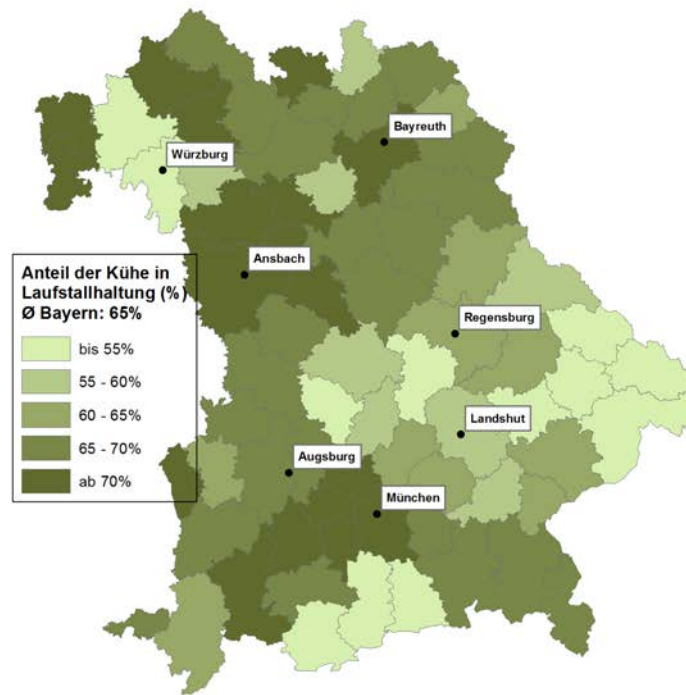 Bayreuth
Würzburg
Ansbach
Anteil der Kühe in
Laufstallhaltung (%)
Ø Bayern: 65%
bis 55%
55 - 60%
60 - 65%
65 - 70%
ab 70%
Regensburg
Landshut
Augsburg
München